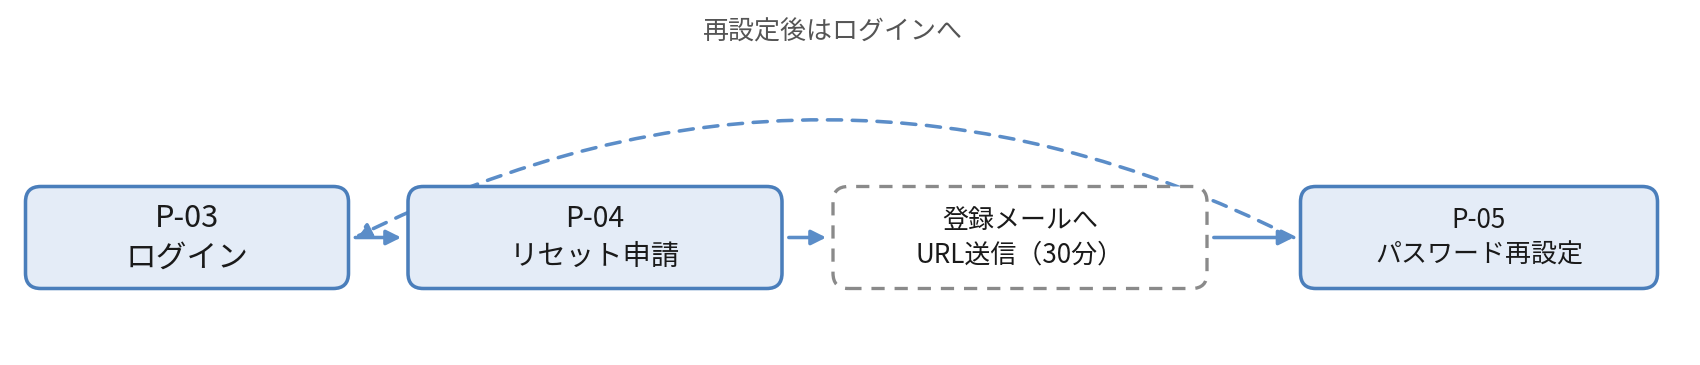 再設定後はログインへ
P-03
ログイン
P-04
リセット申請
登録メールへ
URL送信（30分）
P-05
パスワード再設定